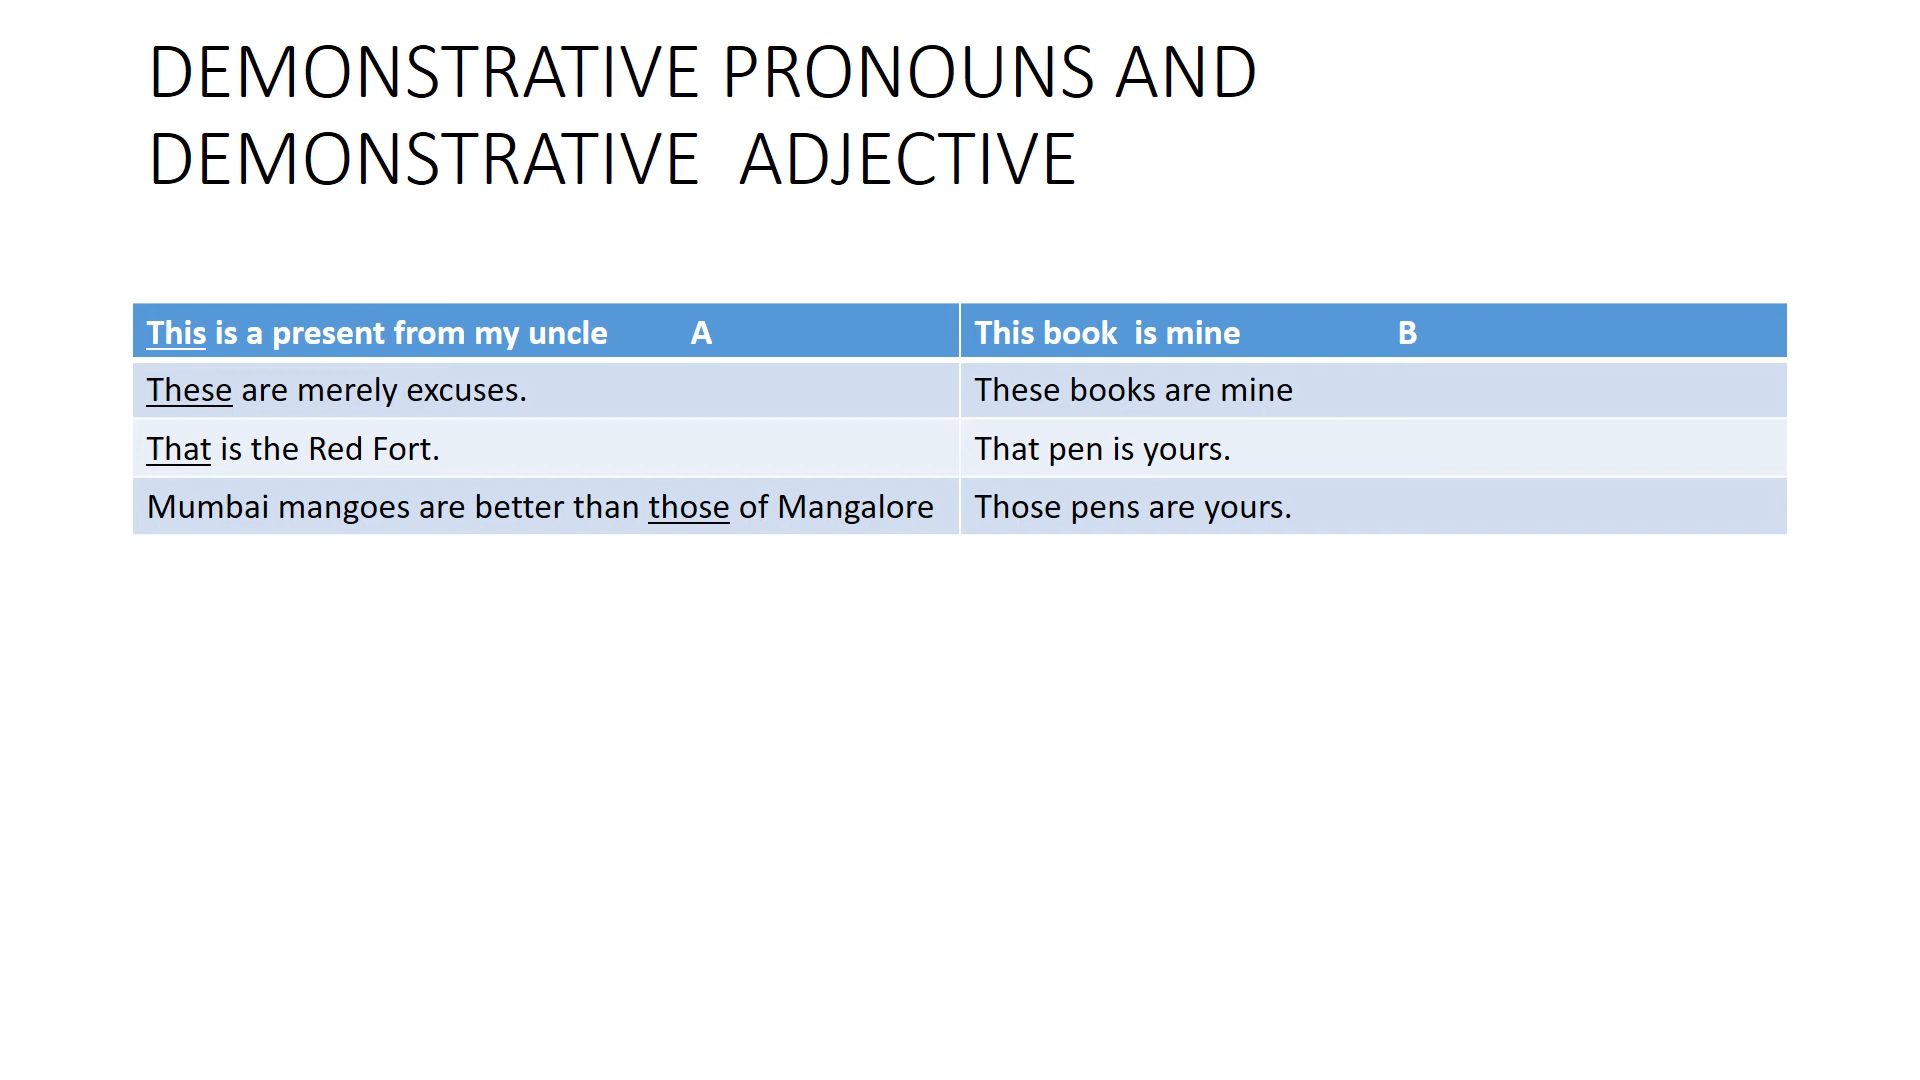 DEMONSTRATIVE PRONOUNS AND
DEMONSTRATIVE  ADJECTIVE
This is a present from my uncle          A
This book  is mine                    B
These are merely excuses.
These books are mine
That is the Red Fort.
That pen is yours.
Mumbai mangoes are better than those of Mangalore
Those pens are yours.